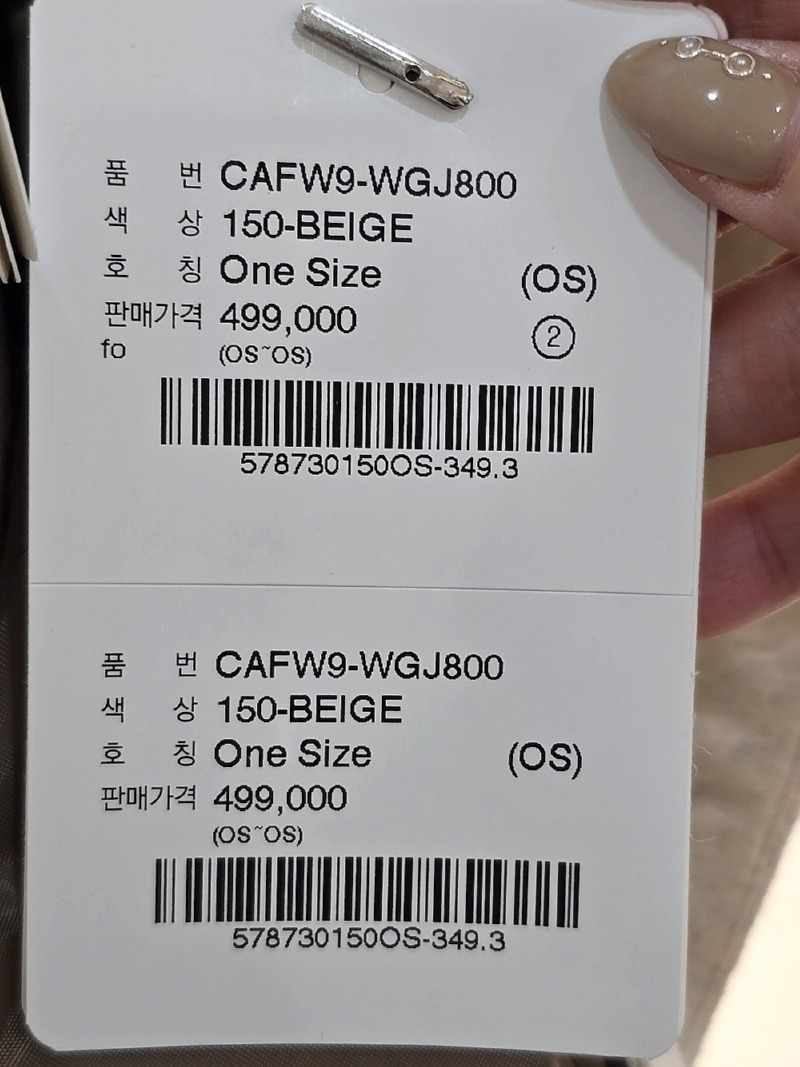 품 번 CAFW9-WGJ800
색 상 150-BEIGE
호 칭 One Size (OS)
판매가격 499,000 ②
fo (OS~OS)
578730150OS-349.3
품 번 CAFW9-WGJ800
색 상 150-BEIGE
호 칭 One Size (OS)
판매가격 499,000
(OS~OS)
578730150OS-349.3